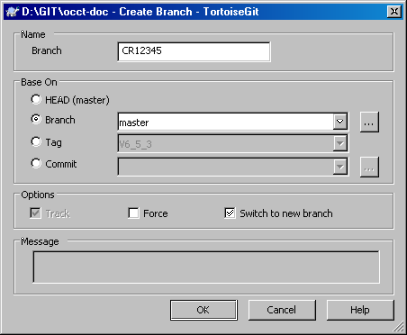 D:\GIT\occt-doc - Create Branch - TortoiseGit
Name
Branch CR12345
Base On
HEAD (master)
Branch master ...
Tag V6_5_3
Commit ...
Options
Track Force Switch to new branch
Message
OK Cancel Help